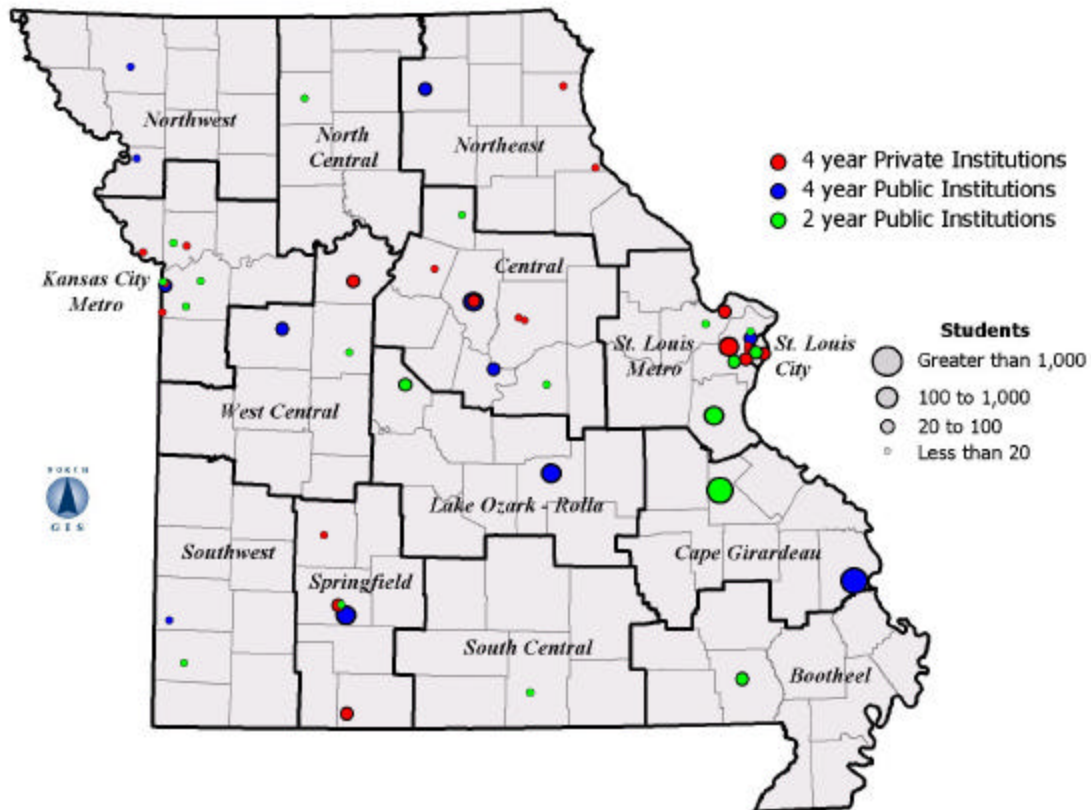 Northwest
North
Central
Northeast
4 year Private Institutions
4 year Public Institutions
2 year Public Institutions
Kansas City
Metro
Central
St. Louis
Metro
St. Louis
City
Students
Greater than 1,000
100 to 1,000
20 to 100
Less than 20
West Central
Lake Ozark - Rolla
Southwest
Springfield
Cape Girardeau
South Central
Bootheel
GIS